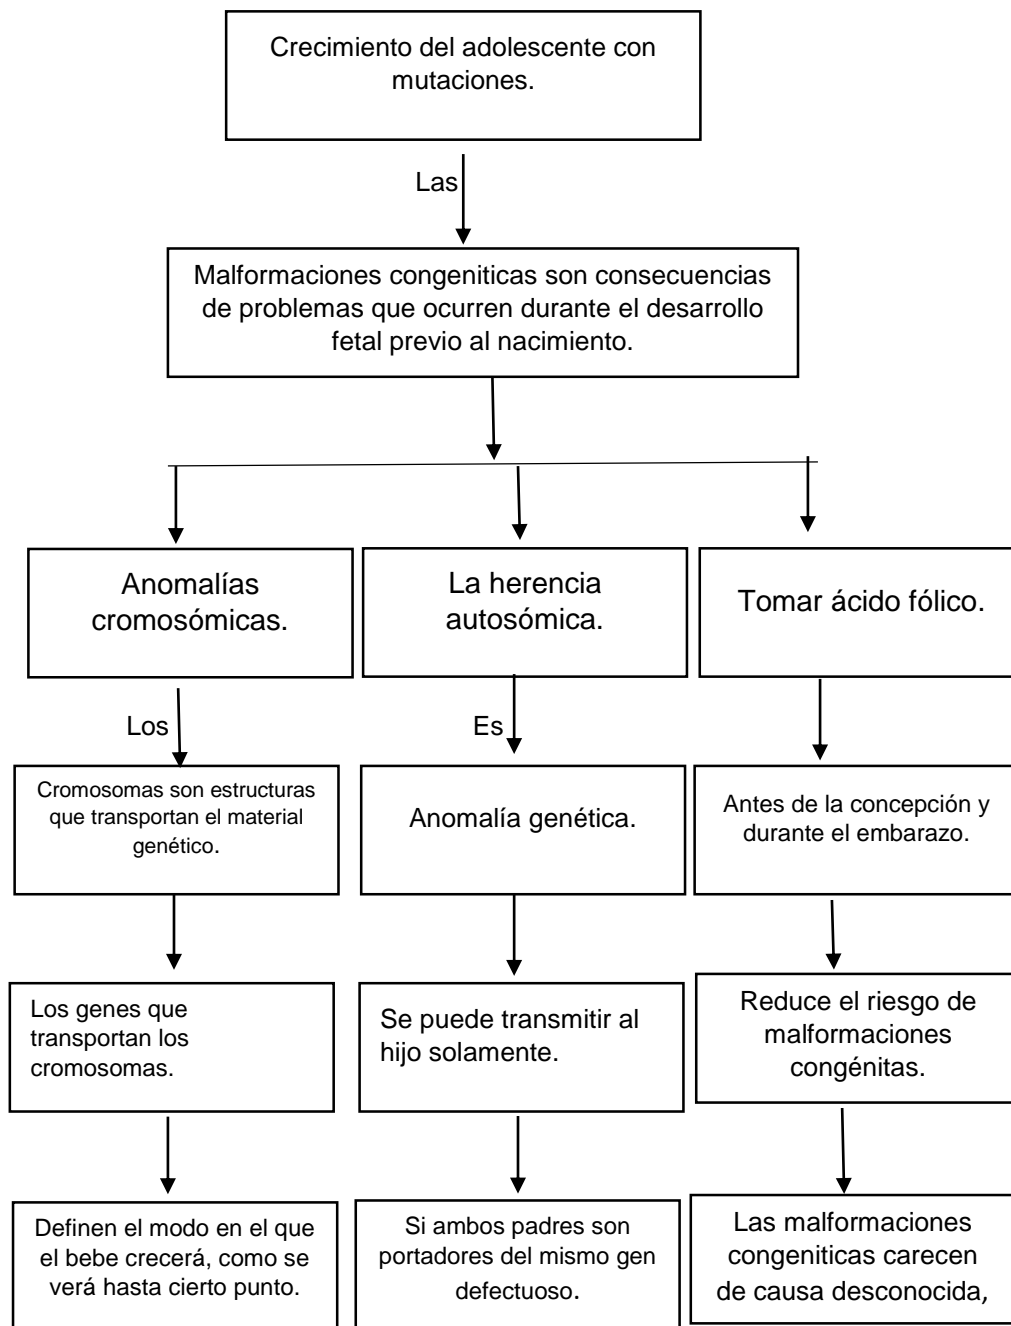 Crecimiento del adolescente con
mutaciones.
Las
Malformaciones congeniticas son consecuencias
de problemas que ocurren durante el desarrollo
fetal previo al nacimiento.
Anomalías
cromosómicas.
La herencia
autosómica.
Tomar ácido fólico.
Los
Es
Cromosomas son estructuras
que transportan el material
genético.
Anomalía genética.
Antes de la concepción y
durante el embarazo.
Los genes que
transportan los
cromosomas.
Se puede transmitir al
hijo solamente.
Reduce el riesgo de
malformaciones
congénitas.
Definen el modo en el que
el bebe crecerá, como se
verá hasta cierto punto.
Si ambos padres son
portadores del mismo gen
defectuoso.
Las malformaciones
congeniticas carecen
de causa desconocida,